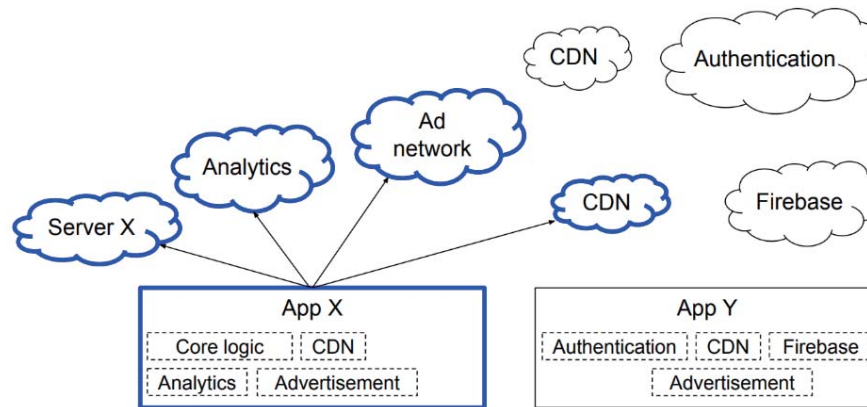 CDN
Authentication
Ad
network
Analytics
Server X
CDN
Firebase
App X
Core logic
CDN
Analytics
Advertisement
App Y
Authentication
CDN
Firebase
Advertisement